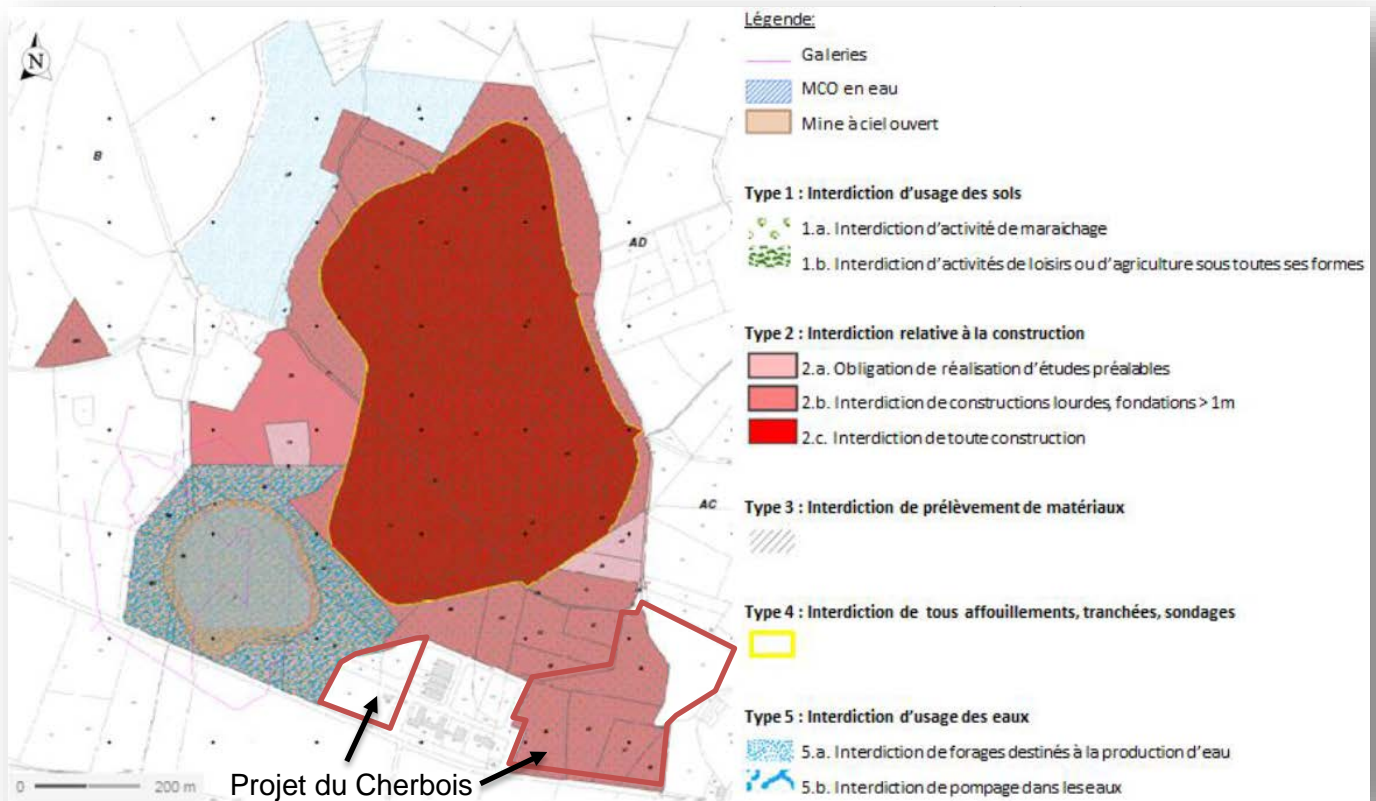 Légende:
Galeries
MCO en eau
Mine à ciel ouvert
Type 1 : Interdiction d'usage des sols
1.a. Interdiction d'activité de maraichage
1.b. Interdiction d'activités de loisirs ou d'agriculture sous toutes ses formes
Type 2 : Interdiction relative à la construction
2.a. Obligation de réalisation d'études préalables
2.b. Interdiction de constructions lourdes, fondations > 1m
2.c. Interdiction de toute construction
Type 3 : Interdiction de prélèvement de matériaux
Type 4 : Interdiction de tous affouillements, tranchées, sondages
Type 5 : Interdiction d'usage des eaux
5.a. Interdiction de forages destinés à la production d'eau
5.b. Interdiction de pompage dans les eaux
N
B
AD
AC
Projet du Cherbois
0 200 m